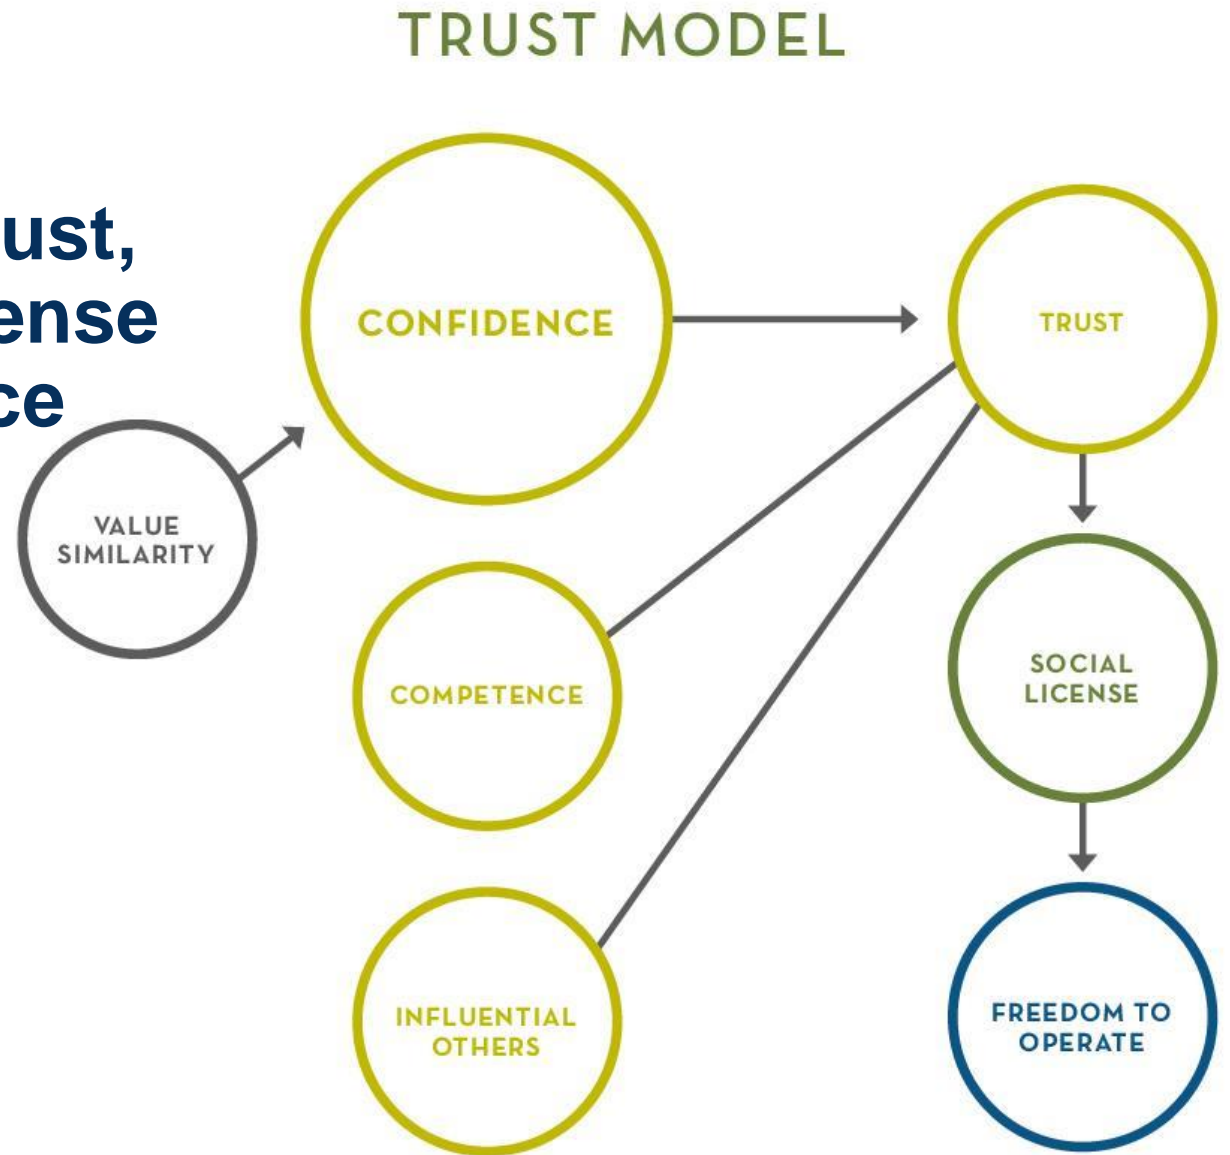 TRUST MODEL
ust,
ense
ce
CONFIDENCE
TRUST
VALUE
SIMILARITY
COMPETENCE
SOCIAL
LICENSE
INFLUENTIAL
OTHERS
FREEDOM TO
OPERATE